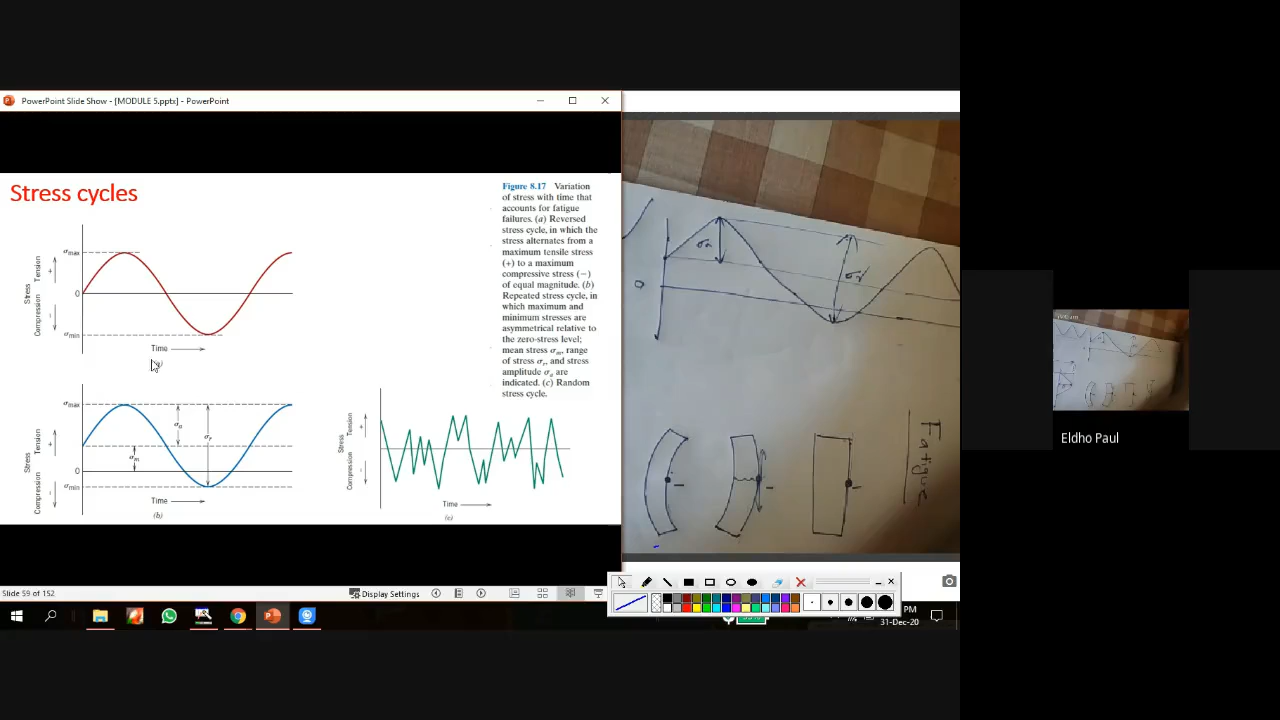 PowerPoint Slide Show - [MODULE 5.pptx] - PowerPoint
Stress cycles
Figure 8.17 Variation
of stress with time that
accounts for fatigue
failures. (a) Reversed
stress cycle, in which the
stress alternates from a
maximum tensile stress
(+) to a maximum
compressive stress (−)
of equal magnitude. (b)
Repeated stress cycle, in
which maximum and
minimum stresses are
asymmetrical relative to
the zero-stress level;
mean stress σm, range
of stress σr, and stress
amplitude σa are
indicated. (c) Random
stress cycle.
σmax
Stress
Compression Tension
− +
0
σmin
Time
(a)
σmax
Stress
Compression Tension
− +
σa
σr
σm
0
σmin
Time
(b)
Stress
Compression Tension
− +
Time
(c)
σa
σr
0
Fatigue
Eldho Paul
Slide 59 of 152
Display Settings
PM
31-Dec-20